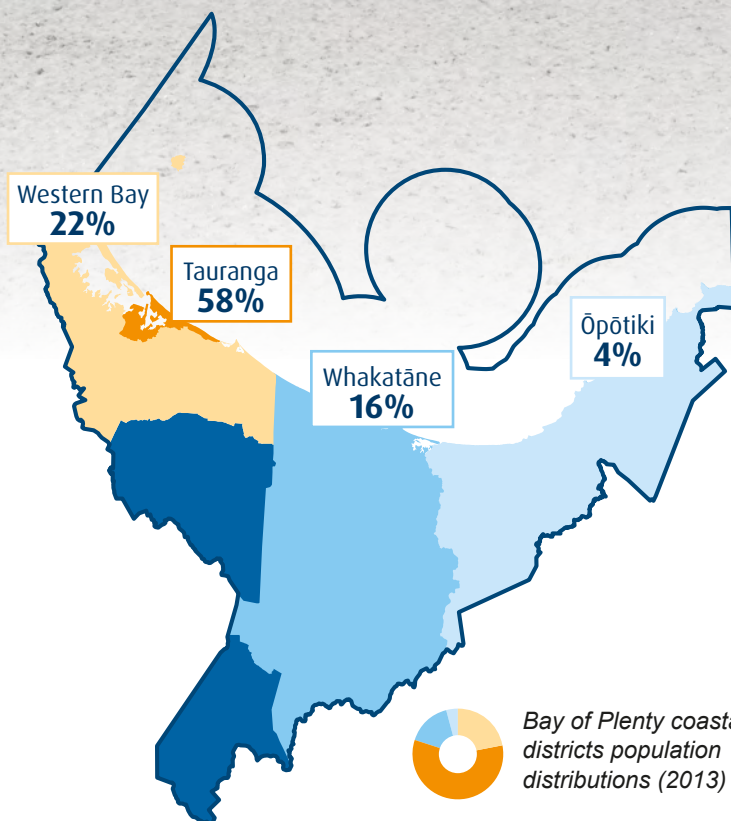 Western Bay
22%
Tauranga
58%
Ōpōtiki
4%
Whakatāne
16%
Bay of Plenty coasta
districts population
distributions (2013)